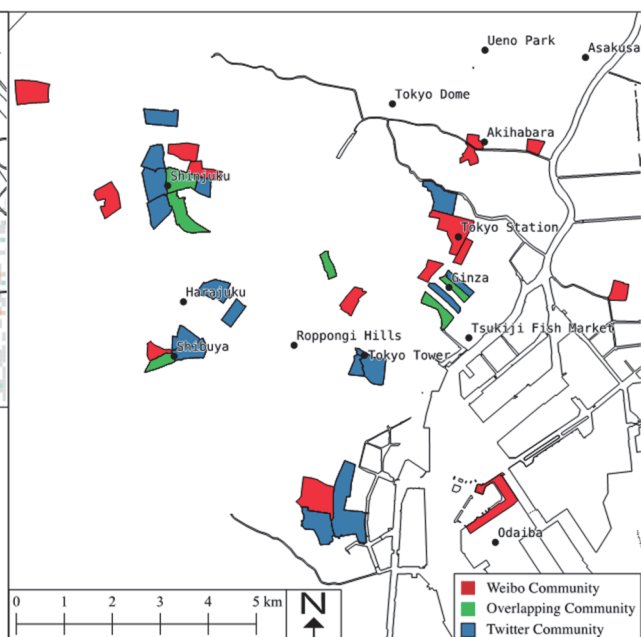 Ueno Park
Asakusa
Tokyo Dome
Akihabara
Shinjuku
Tokyo Station
Ginza
Harajuku
Tsukiji Fish Market
Roppongi Hills
Shibuya
Tokyo Tower
Odaiba
0 1 2 3 4 5 km
N
Weibo Community
Overlapping Community
Twitter Community